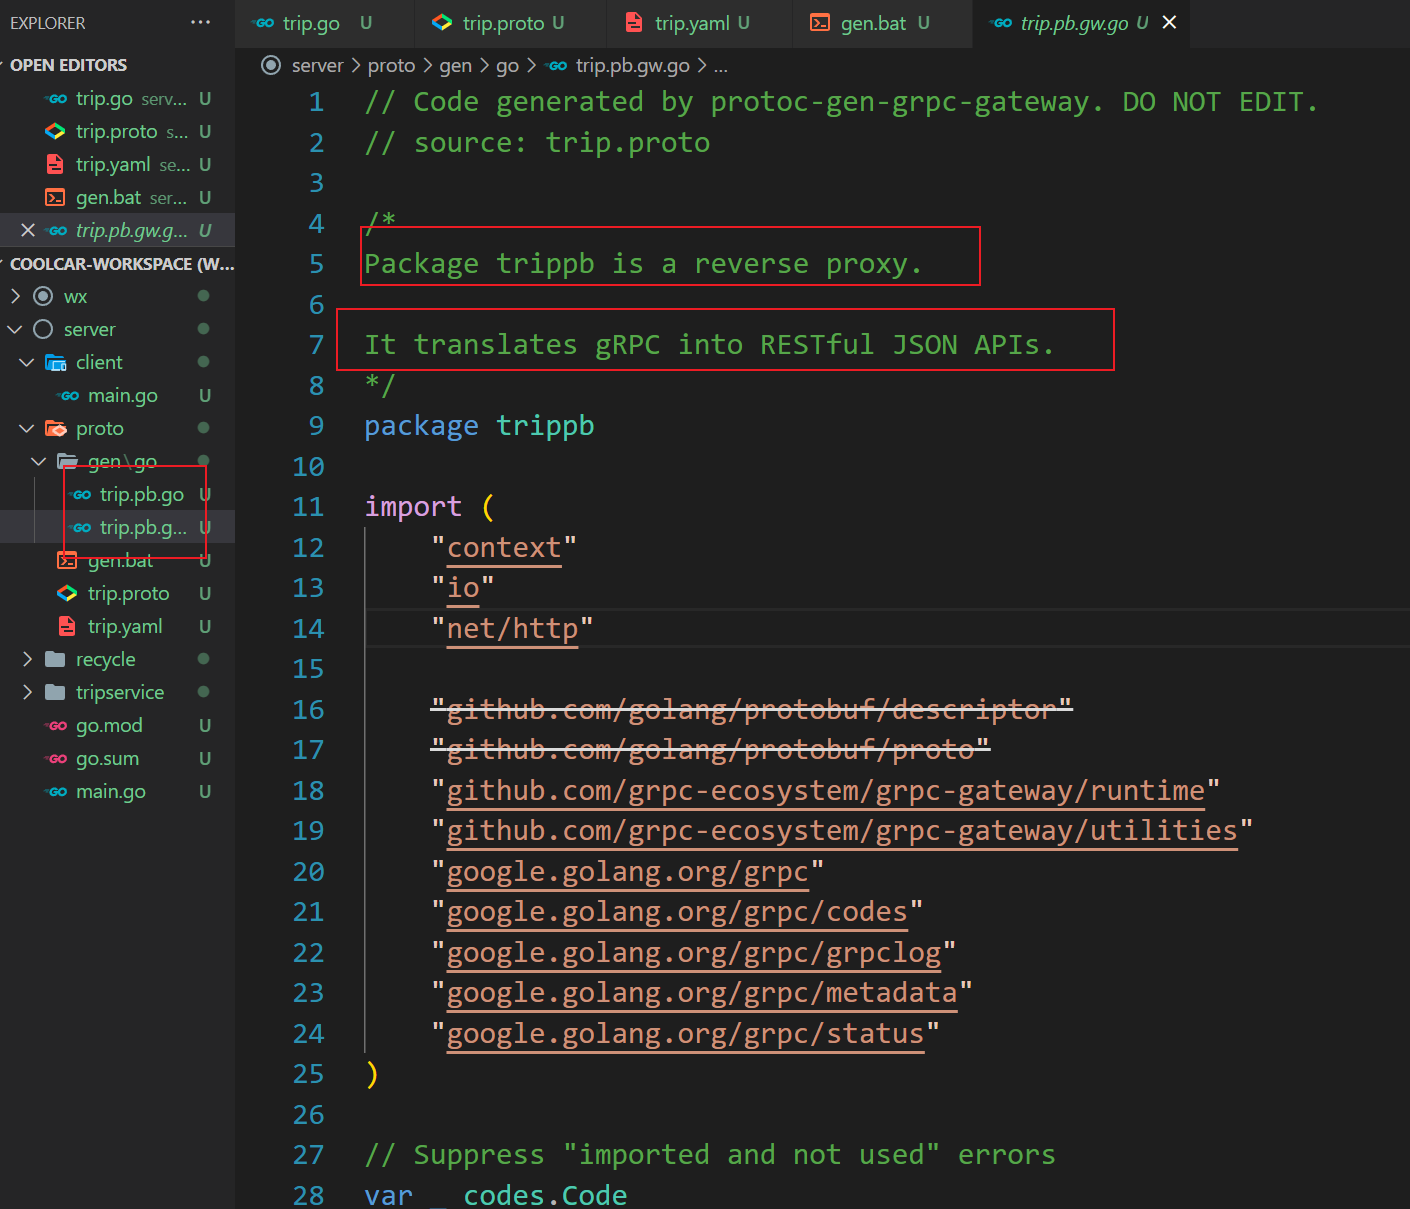 EXPLORER
···
trip.go U
trip.proto U
trip.yaml U
gen.bat U
trip.pb.gw.go U
OPEN EDITORS
trip.go serv... U
trip.proto s... U
trip.yaml se... U
gen.bat ser... U
trip.pb.gw.g... U
COOLCAR-WORKSPACE (W...
wx
server
client
main.go U
proto
gen\go
trip.pb.go U
trip.pb.g... U
gen.bat U
trip.proto U
trip.yaml U
recycle
tripservice
go.mod U
go.sum U
main.go U
server > proto > gen > go > trip.pb.gw.go > ...
1 // Code generated by protoc-gen-grpc-gateway. DO NOT EDIT.
2 // source: trip.proto
3
4 /*
5 Package trippb is a reverse proxy.
6
7 It translates gRPC into RESTful JSON APIs.
8 */
9 package trippb
10
11 import (
12 "context"
13 "io"
14 "net/http"
15
16 "github.com/golang/protobuf/descriptor"
17 "github.com/golang/protobuf/proto"
18 "github.com/grpc-ecosystem/grpc-gateway/runtime"
19 "github.com/grpc-ecosystem/grpc-gateway/utilities"
20 "google.golang.org/grpc"
21 "google.golang.org/grpc/codes"
22 "google.golang.org/grpc/grpclog"
23 "google.golang.org/grpc/metadata"
24 "google.golang.org/grpc/status"
25 )
26
27 // Suppress "imported and not used" errors
28 var _ codes.Code